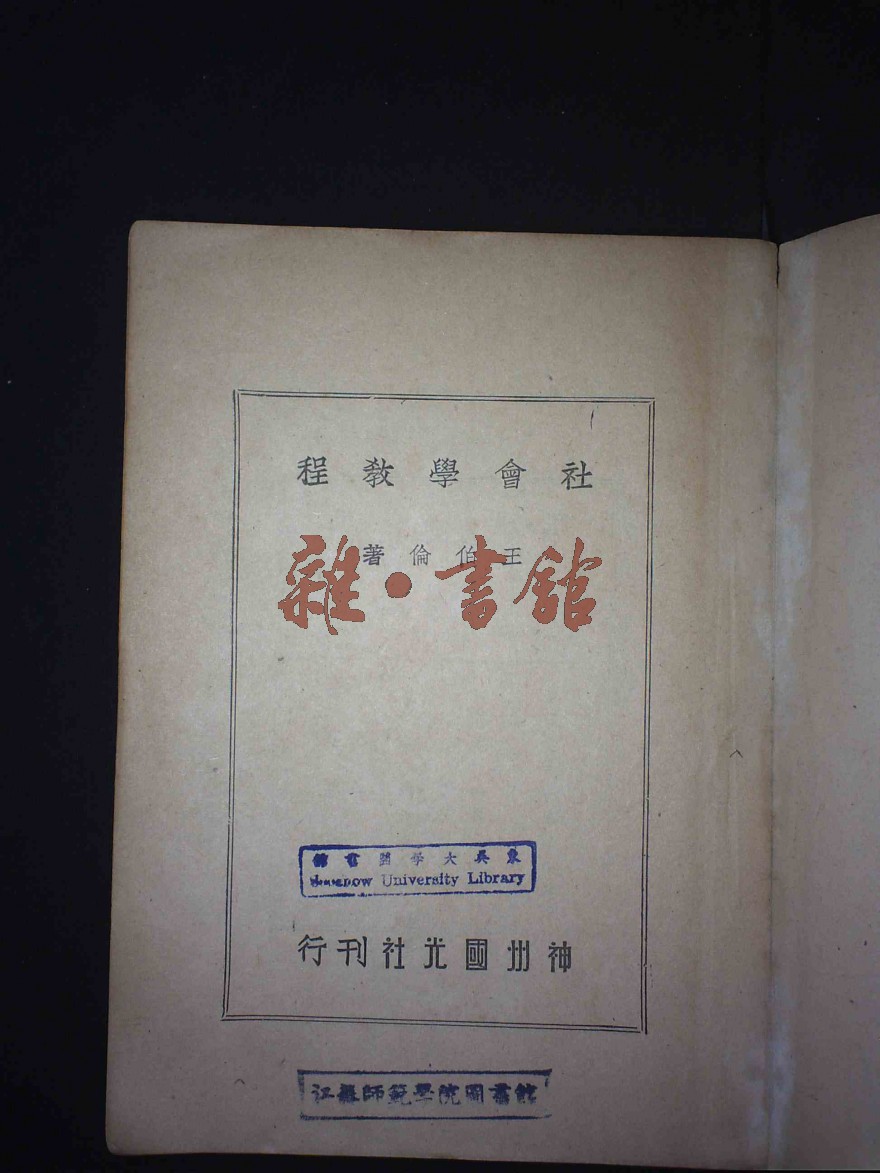 社會學教程
王伯倫著
雜·書館
東吳大學圖書館
Soochow University Library
神州國光社刊行
江蘇師範學院圖書館